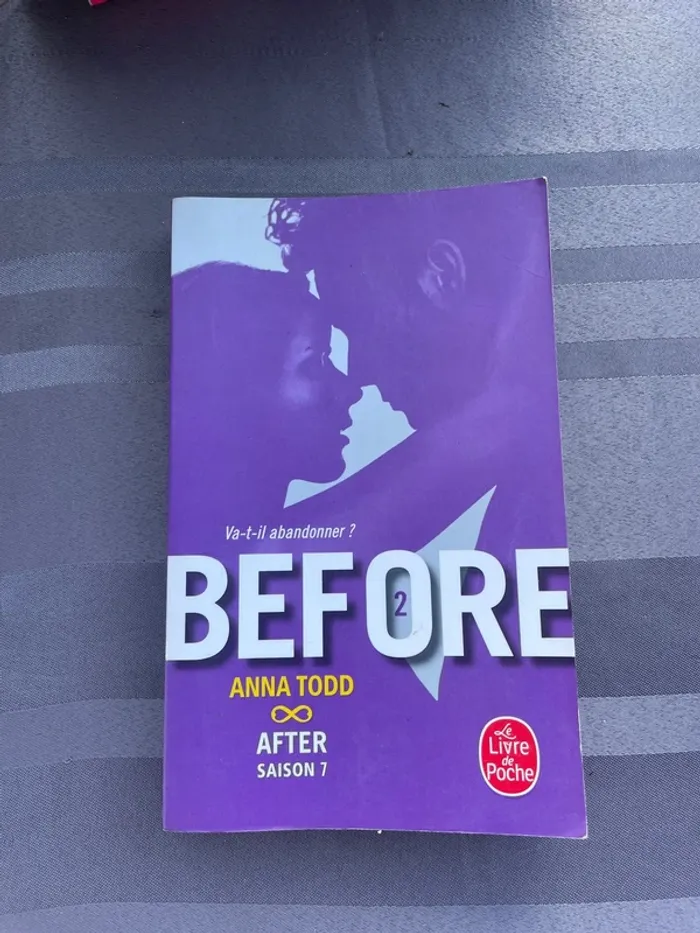 Va-t-il abandonner ?
BEFORE
2
ANNA TODD
AFTER
SAISON 7
Le
Livre
de
Poche